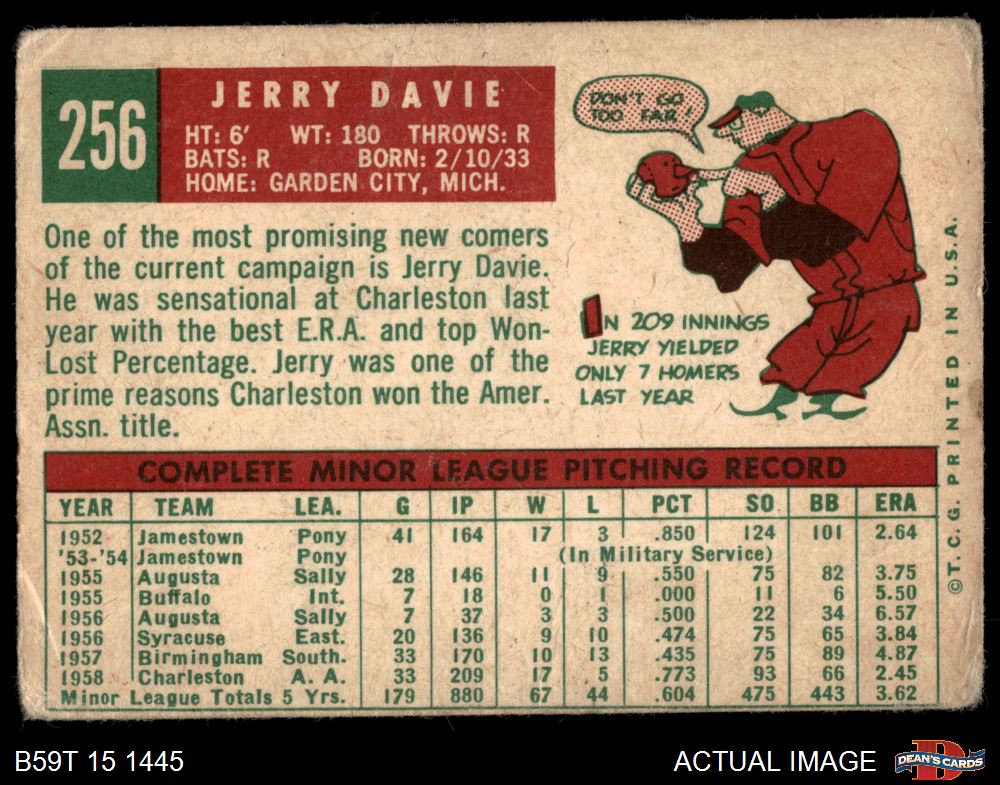 256
JERRY DAVIE
HT: 6′ WT: 180 THROWS: R
BATS: R BORN: 2/10/33
HOME: GARDEN CITY, MICH.
DON'T GO
TOO FAR
One of the most promising new comers
of the current campaign is Jerry Davie.
He was sensational at Charleston last
year with the best E.R.A. and top Won-
Lost Percentage. Jerry was one of the
prime reasons Charleston won the Amer.
Assn. title.
IN 209 INNINGS
JERRY YIELDED
ONLY 7 HOMERS
LAST YEAR
COMPLETE MINOR LEAGUE PITCHING RECORD
YEAR TEAM LEA. G IP W L PCT SO BB ERA
1952 Jamestown Pony 41 164 17 3 .850 124 101 2.64
'53-'54 Jamestown Pony (In Military Service)
1955 Augusta Sally 28 146 11 9 .550 75 82 3.75
1955 Buffalo Int. 7 18 0 1 .000 11 6 5.50
1956 Augusta Sally 7 37 3 3 .500 22 34 6.57
1956 Syracuse East. 20 136 9 10 .474 75 65 3.84
1957 Birmingham South. 33 170 10 13 .435 75 89 4.87
1958 Charleston A. A. 33 209 17 5 .773 93 66 2.45
Minor League Totals 5 Yrs. 179 880 67 44 .604 475 443 3.62
© T. C. G. PRINTED IN U.S.A.
B59T 15 1445
ACTUAL IMAGE
D
DEAN'S CARDS